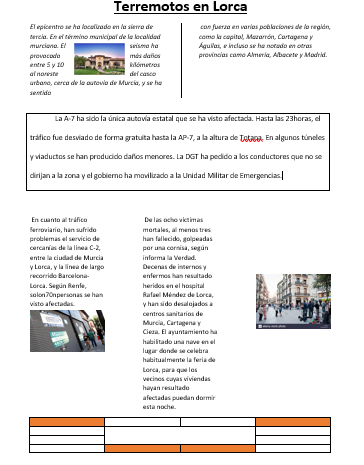 Terremotos en Lorca
El epicentro se ha localizado en la sierra de
tercia. En el término municipal de la localidad
murciana. El seísmo ha
provocado más daños
entre 5 y 10 kilómetros
al noreste del casco
urbano, cerca de la autovía de Murcia, y se ha
sentido
con fuerza en varias poblaciones de la región,
como la capital, Mazarrón, Cartagena y
Águilas, e incluso se ha notado en otras
provincias como Almería, Albacete y Madrid.
La A-7 ha sido la única autovía estatal que se ha visto afectada. Hasta las 23horas, el
tráfico fue desviado de forma gratuita hasta la AP-7, a la altura de Totana. En algunos túneles
y viaductos se han producido daños menores. La DGT ha pedido a los conductores que no se
dirijan a la zona y el gobierno ha movilizado a la Unidad Militar de Emergencias.
En cuanto al tráfico
ferroviario, han sufrido
problemas el servicio de
cercanías de la línea C-2,
entre la ciudad de Murcia
y Lorca, y la línea de largo
recorrido Barcelona-
Lorca. Según Renfe,
solon70npersonas se han
visto afectadas.
De las ocho víctimas
mortales, al menos tres
han fallecido, golpeadas
por una cornisa, según
informa la Verdad.
Decenas de internos y
enfermos han resultado
heridos en el hospital
Rafael Méndez de Lorca,
y han sido desalojados a
centros sanitarios de
Murcia, Cartagena y
Cieza. El ayuntamiento ha
habilitado una nave en el
lugar donde se celebra
habitualmente la feria de
Lorca, para que los
vecinos cuyas viviendas
hayan resultado
afectadas puedan dormir
esta noche.